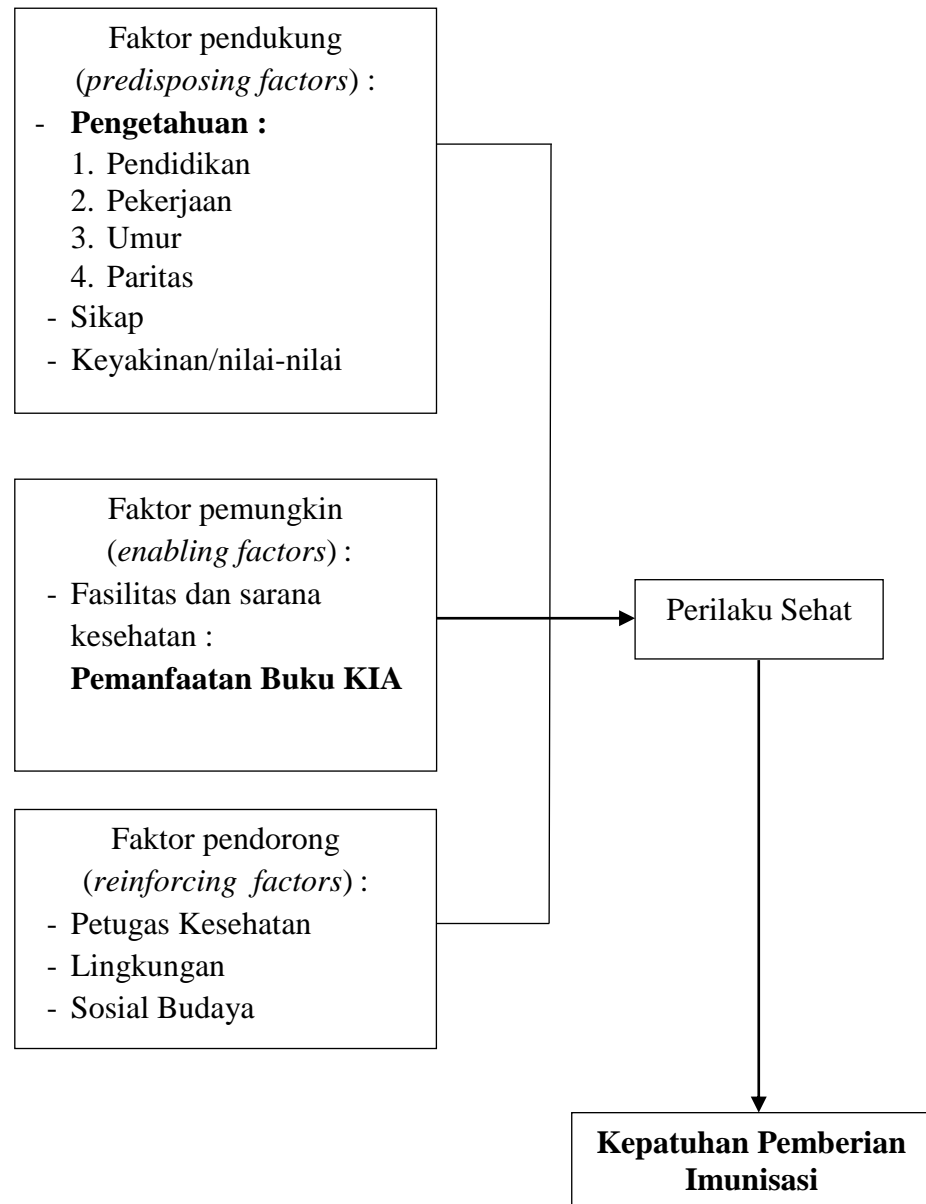 Faktor pendukung
(predisposing factors) :
- Pengetahuan :
1. Pendidikan
2. Pekerjaan
3. Umur
4. Paritas
- Sikap
- Keyakinan/nilai-nilai
Faktor pemungkin
(enabling factors) :
- Fasilitas dan sarana
kesehatan :
Pemanfaatan Buku KIA
Perilaku Sehat
Faktor pendorong
(reinforcing factors) :
- Petugas Kesehatan
- Lingkungan
- Sosial Budaya
Kepatuhan Pemberian
Imunisasi